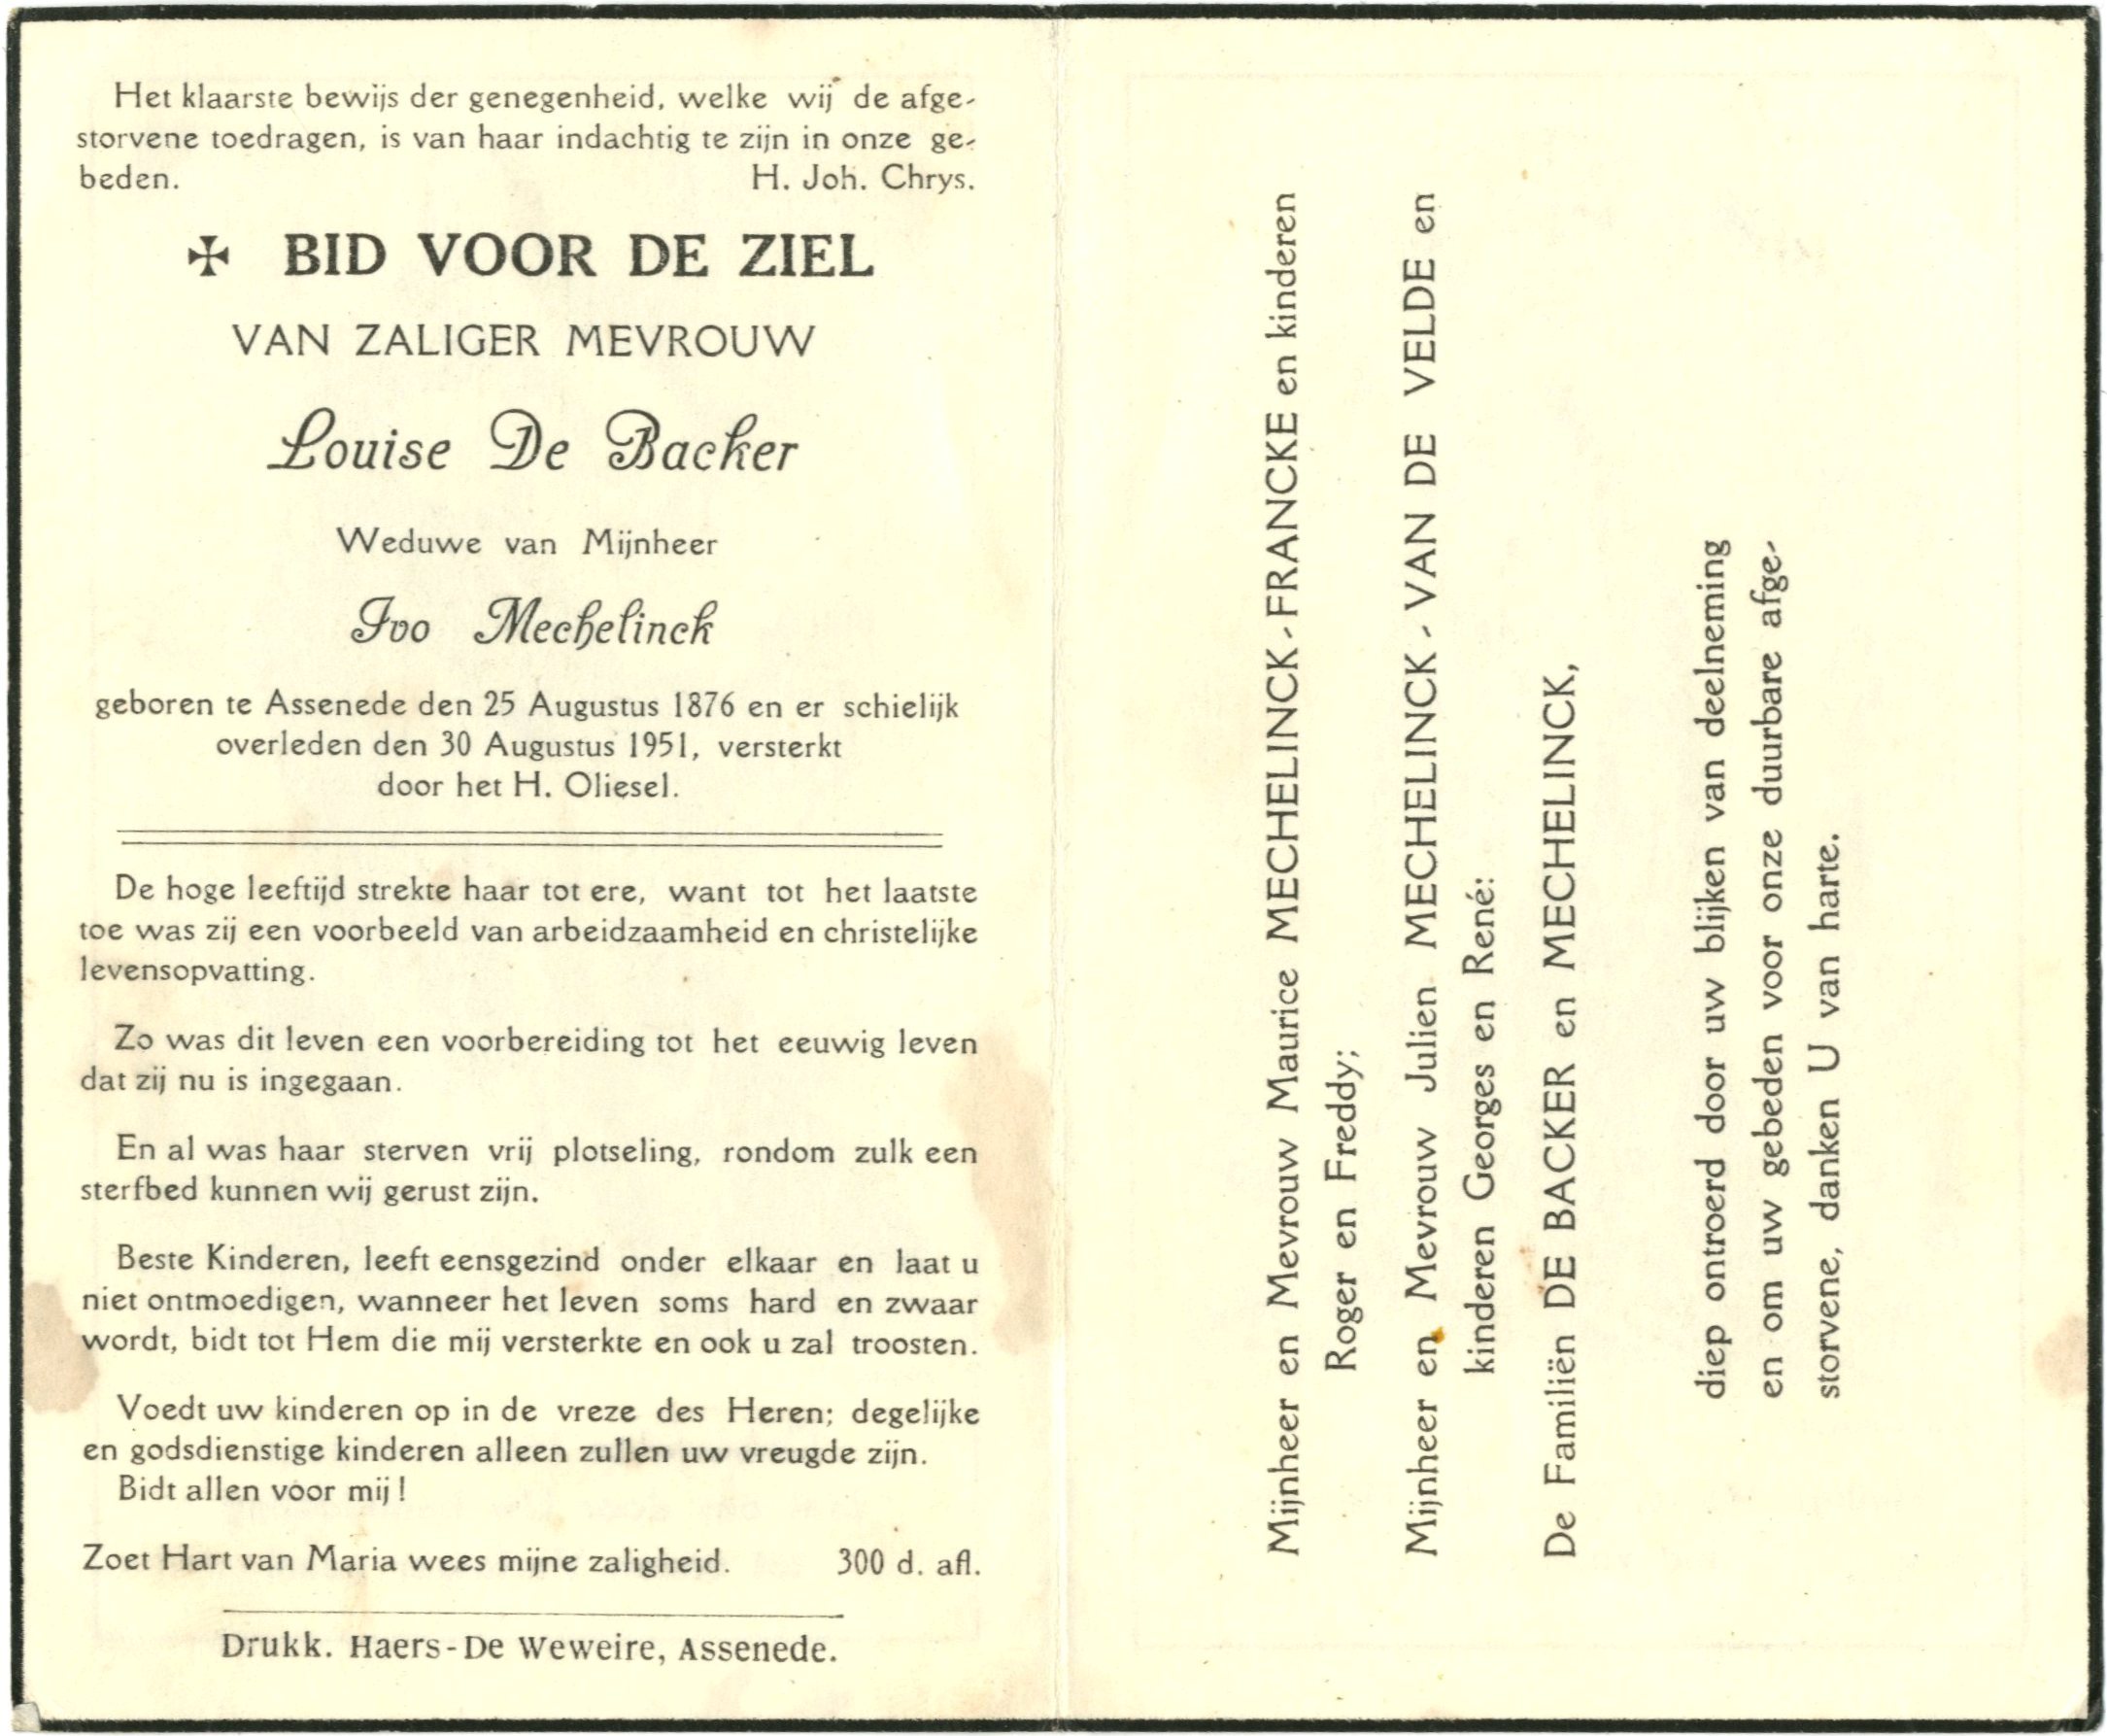 Het klaarste bewijs der genegenheid, welke wij de afge-
storvene toedragen, is van haar indachtig te zijn in onze ge-
beden. H. Joh. Chrys.
✠ BID VOOR DE ZIEL
VAN ZALIGER MEVROUW
Louise De Backer
Weduwe van Mijnheer
Ivo Mechelinck
geboren te Assenede den 25 Augustus 1876 en er schielijk
overleden den 30 Augustus 1951, versterkt
door het H. Oliesel.
De hoge leeftijd strekte haar tot ere, want tot het laatste
toe was zij een voorbeeld van arbeidzaamheid en christelijke
levensopvatting.
Zo was dit leven een voorbereiding tot het eeuwig leven
dat zij nu is ingegaan.
En al was haar sterven vrij plotseling, rondom zulk een
sterfbed kunnen wij gerust zijn.
Beste Kinderen, leeft eensgezind onder elkaar en laat u
niet ontmoedigen, wanneer het leven soms hard en zwaar
wordt, bidt tot Hem die mij versterkte en ook u zal troosten.
Voedt uw kinderen op in de vreze des Heren; degelijke
en godsdienstige kinderen alleen zullen uw vreugde zijn.
Bidt allen voor mij!
Zoet Hart van Maria wees mijne zaligheid. 300 d. afl.
Drukk. Haers-De Weweire, Assenede.
Mijnheer en Mevrouw Maurice MECHELINCK-FRANCKE en kinderen
Roger en Freddy;
Mijnheer en Mevrouw Julien MECHELINCK - VAN DE VELDE en
kinderen Georges en René:
De Familiën DE BACKER en MECHELINCK,
diep ontroerd door uw blijken van deelneming
en om uw gebeden voor onze duurbare afge-
storvene, danken U van harte.